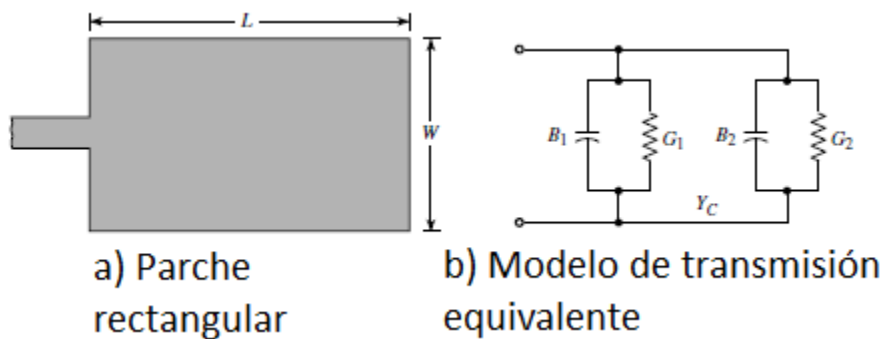 L
W
B1
G1
B2
G2
YC
a) Parche
rectangular
b) Modelo de transmisión
equivalente